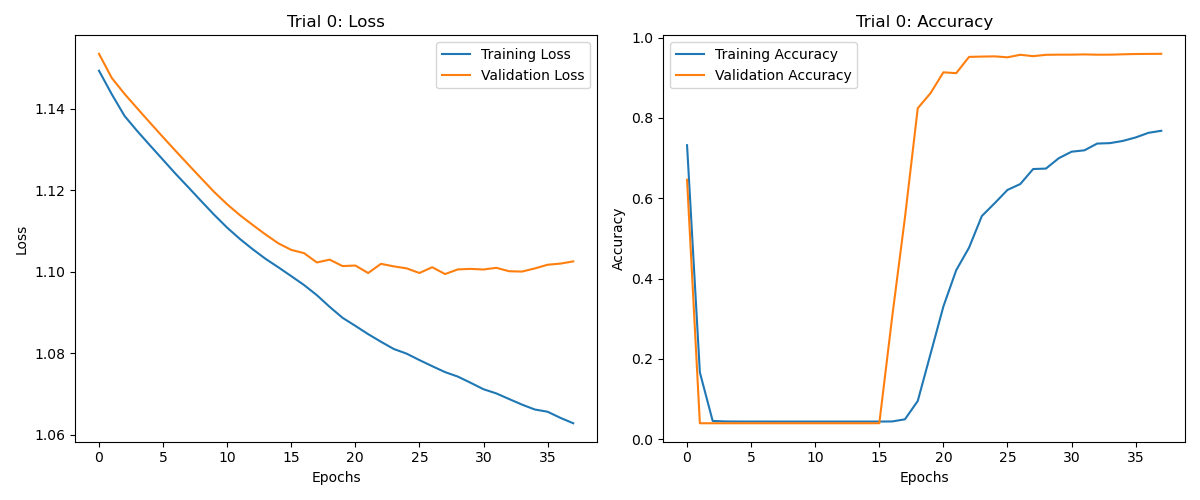 Trial 0: Loss
Training Loss
Validation Loss
1.14
1.12
1.10
1.08
1.06
Loss
0
5
10
15
20
25
30
35
Epochs
Trial 0: Accuracy
Training Accuracy
Validation Accuracy
1.0
0.8
0.6
0.4
0.2
0.0
Accuracy
0
5
10
15
20
25
30
35
Epochs